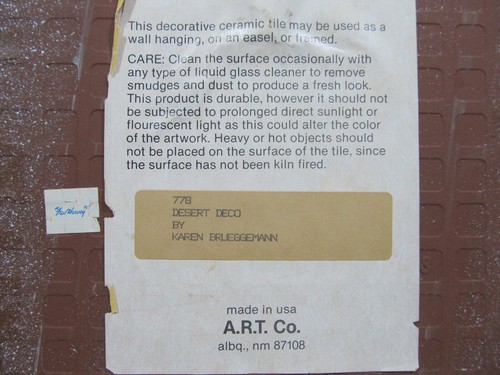 This decorative ceramic tile may be used as a
wall hanging, on an easel, or framed.
CARE: Clean the surface occasionally with
any type of liquid glass cleaner to remove
smudges and dust to produce a fresh look.
This product is durable, however it should not
be subjected to prolonged direct sunlight or
flourescent light as this could alter the color
of the artwork. Heavy or hot objects should
not be placed on the surface of the tile, since
the surface has not been kiln fired.
778
DESERT DECO
BY
KAREN BRUEGGEMANN
made in usa
A.R.T. Co.
albq., nm 87108